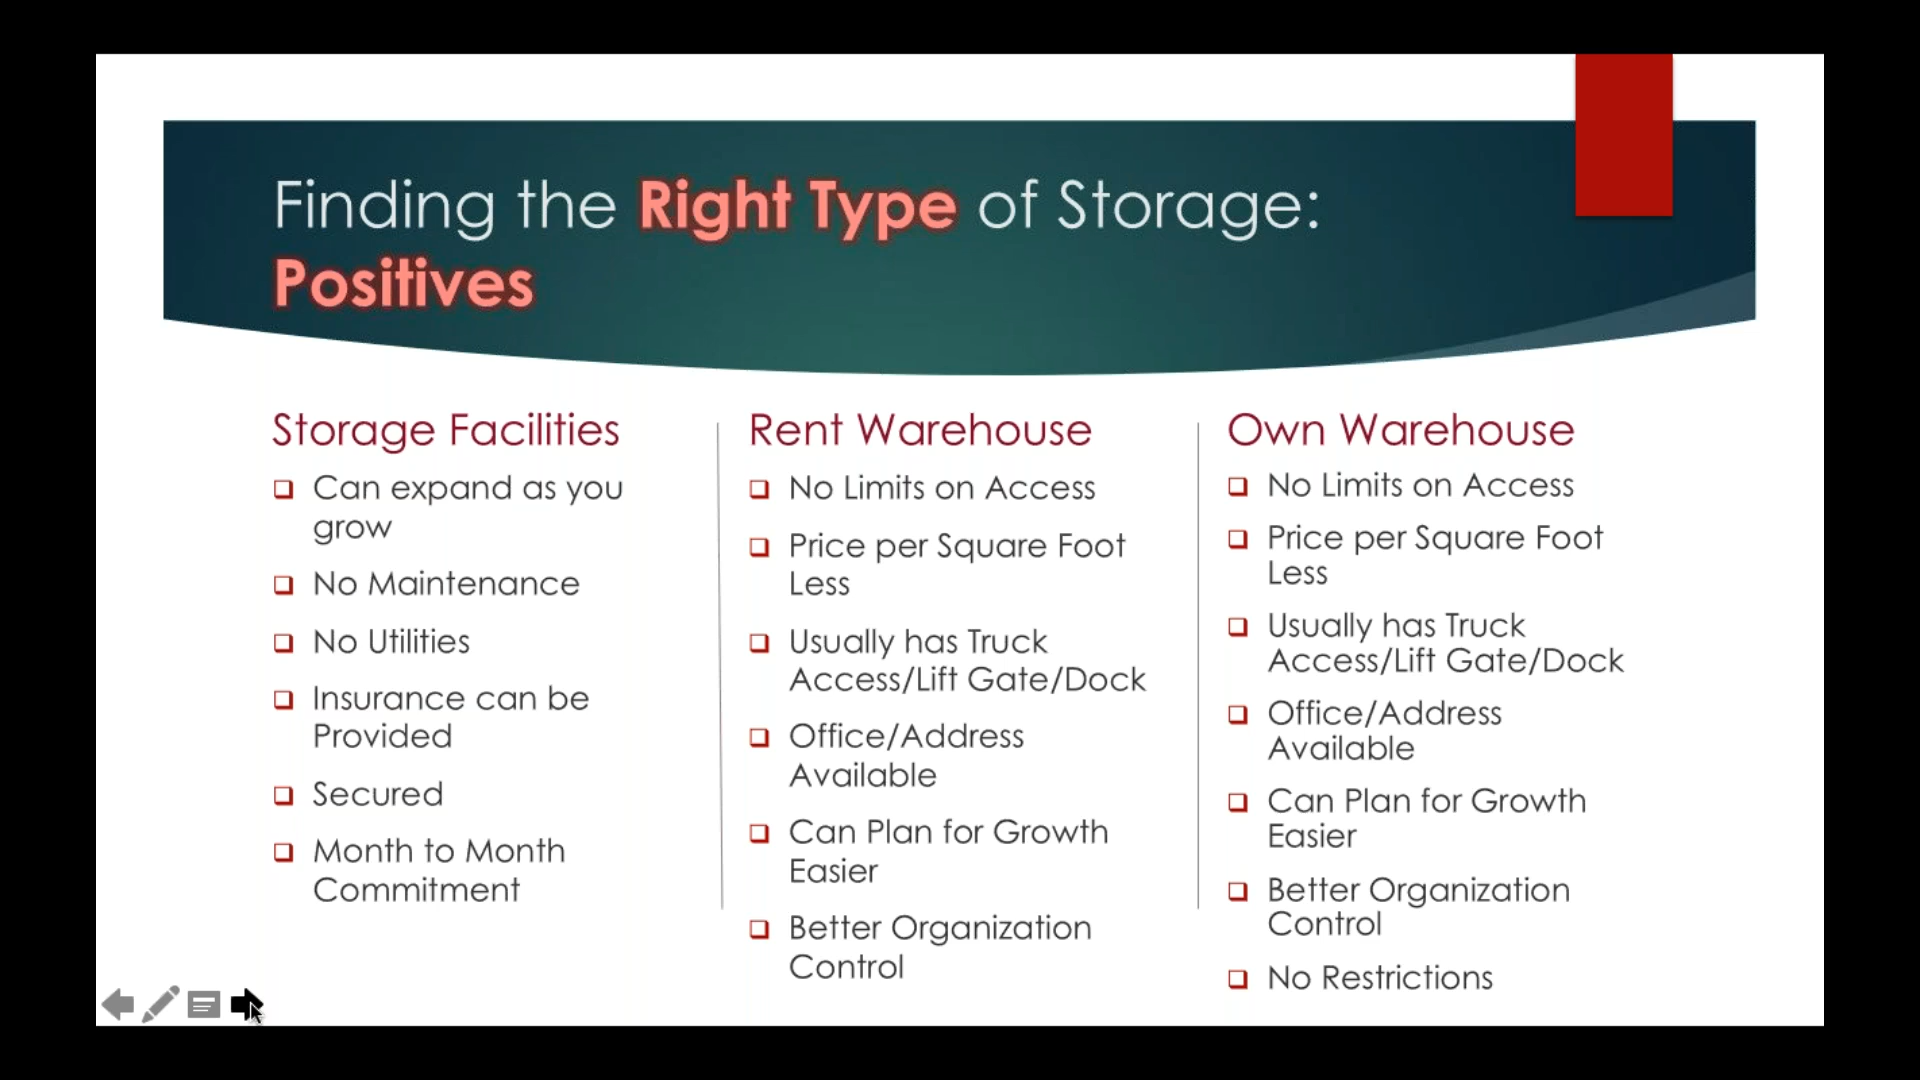 Finding the Right Type of Storage:
Positives
Storage Facilities
Can expand as you
grow
No Maintenance
No Utilities
Insurance can be
Provided
Secured
Month to Month
Commitment
Rent Warehouse
No Limits on Access
Price per Square Foot
Less
Usually has Truck
Access/Lift Gate/Dock
Office/Address
Available
Can Plan for Growth
Easier
Better Organization
Control
Own Warehouse
No Limits on Access
Price per Square Foot
Less
Usually has Truck
Access/Lift Gate/Dock
Office/Address
Available
Can Plan for Growth
Easier
Better Organization
Control
No Restrictions